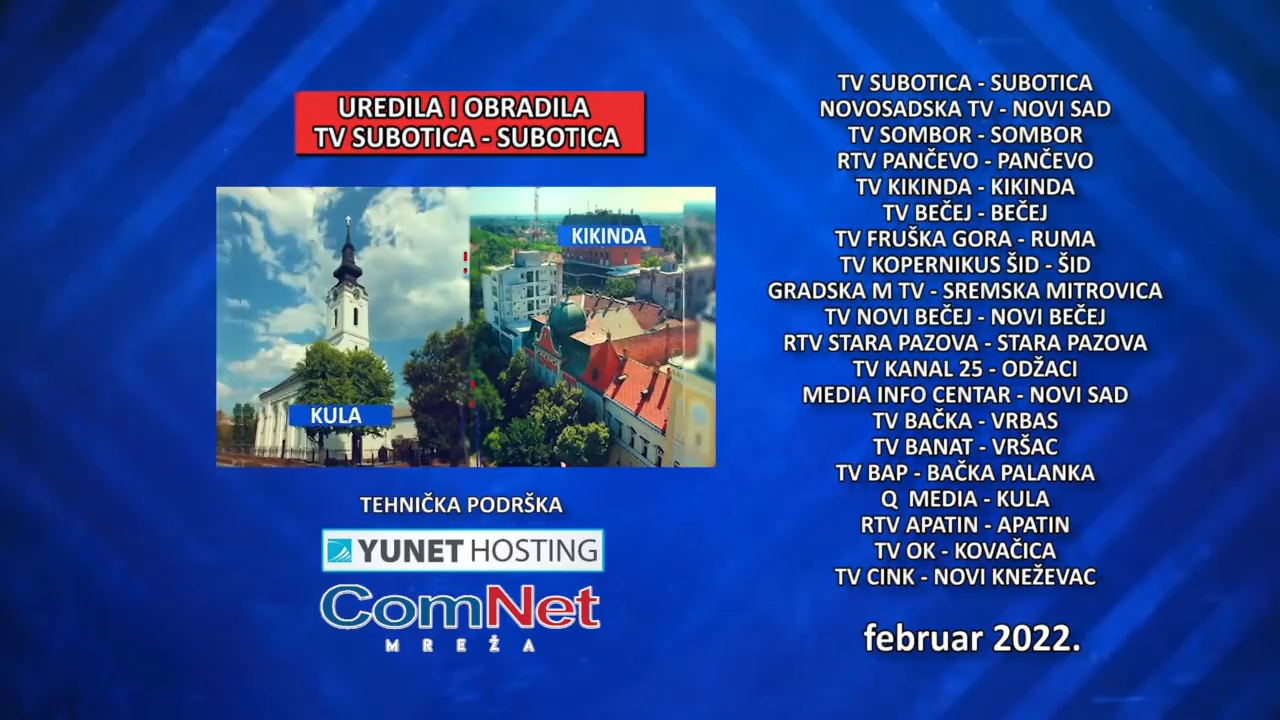 UREDILA I OBRADILA
TV SUBOTICA - SUBOTICA
KIKINDA
KULA
TEHNIČKA PODRŠKA
YUNET HOSTING
ComNet
MREŽA
TV SUBOTICA - SUBOTICA
NOVOSADSKA TV - NOVI SAD
TV SOMBOR - SOMBOR
RTV PANČEVO - PANČEVO
TV KIKINDA - KIKINDA
TV BEČEJ - BEČEJ
TV FRUŠKA GORA - RUMA
TV KOPERNIKUS ŠID - ŠID
GRADSKA M TV - SREMSKA MITROVICA
TV NOVI BEČEJ - NOVI BEČEJ
RTV STARA PAZOVA - STARA PAZOVA
TV KANAL 25 - ODŽACI
MEDIA INFO CENTAR - NOVI SAD
TV BAČKA - VRBAS
TV BANAT - VRŠAC
TV BAP - BAČKA PALANKA
Q MEDIA - KULA
RTV APATIN - APATIN
TV OK - KOVAČICA
TV CINK - NOVI KNEŽEVAC
februar 2022.